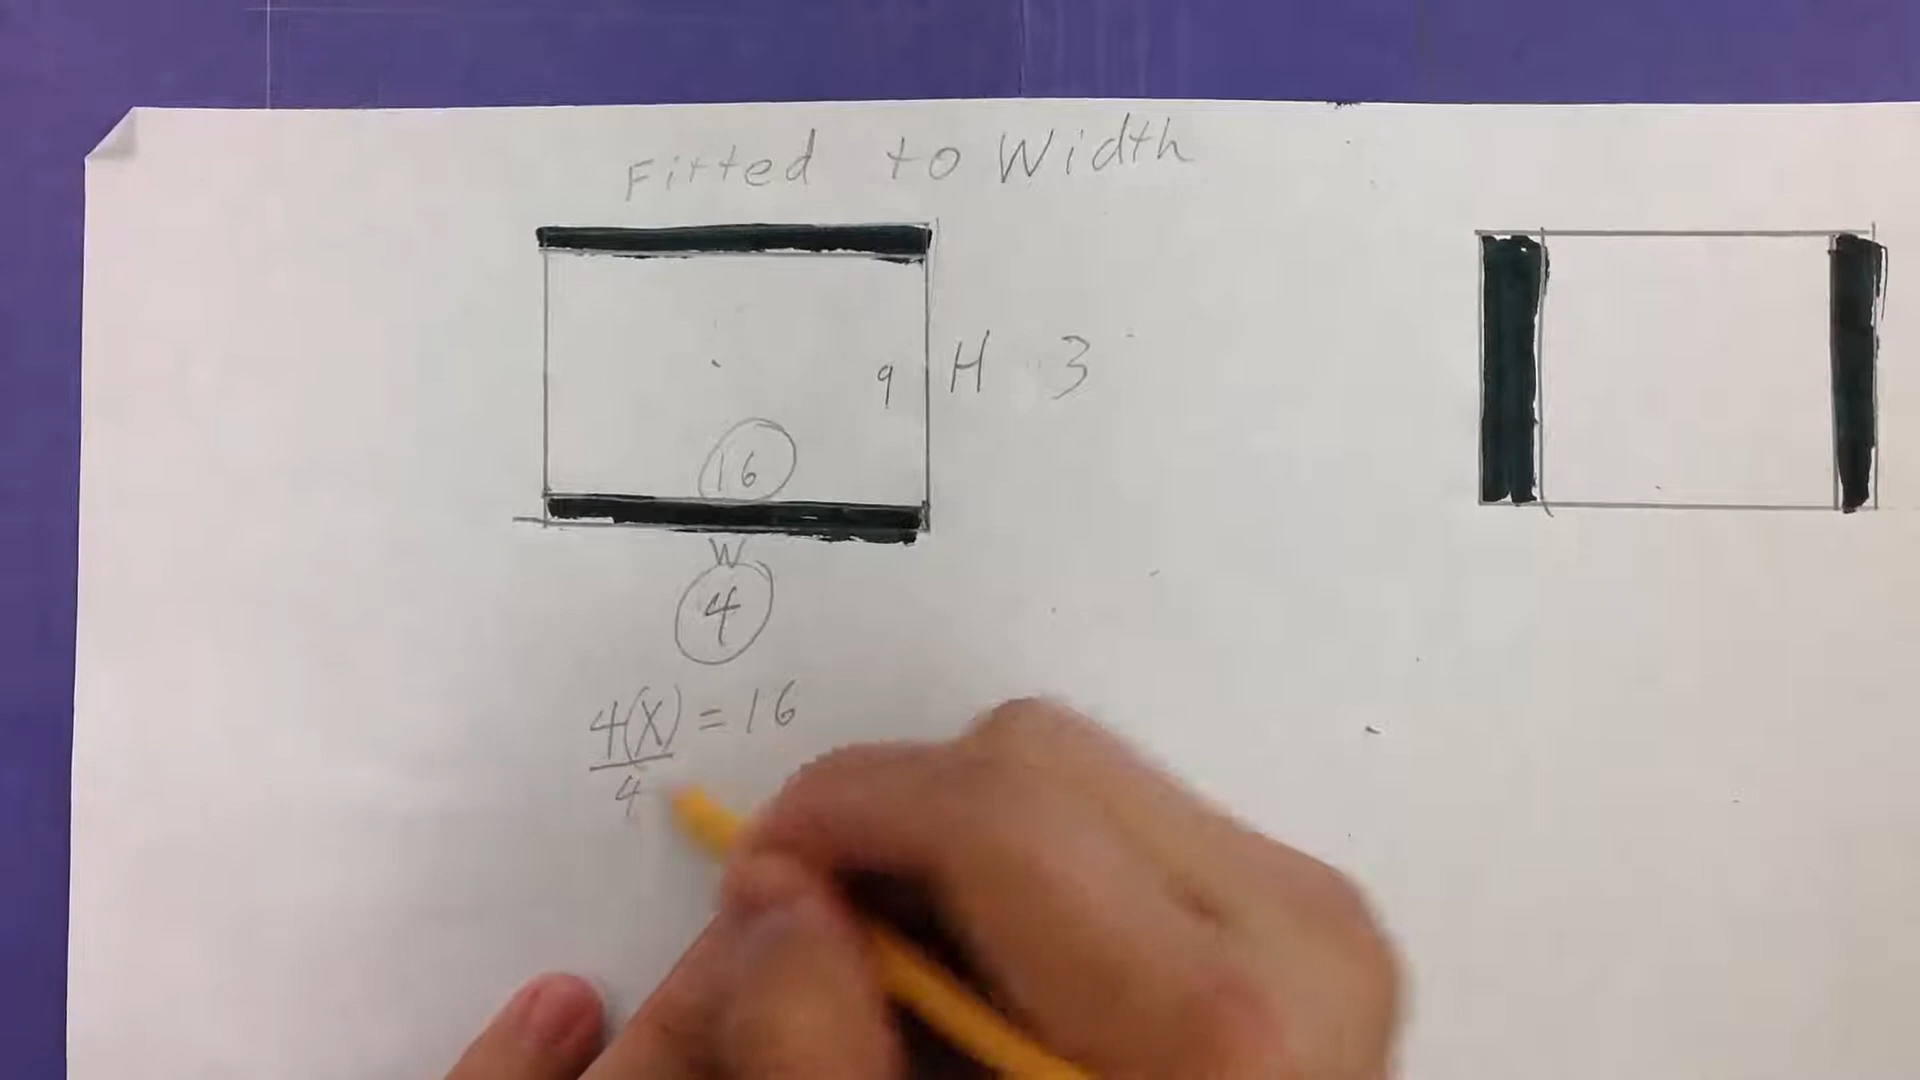 Fitted to Width
9 H 3
16
W
4
4(X) = 16
4